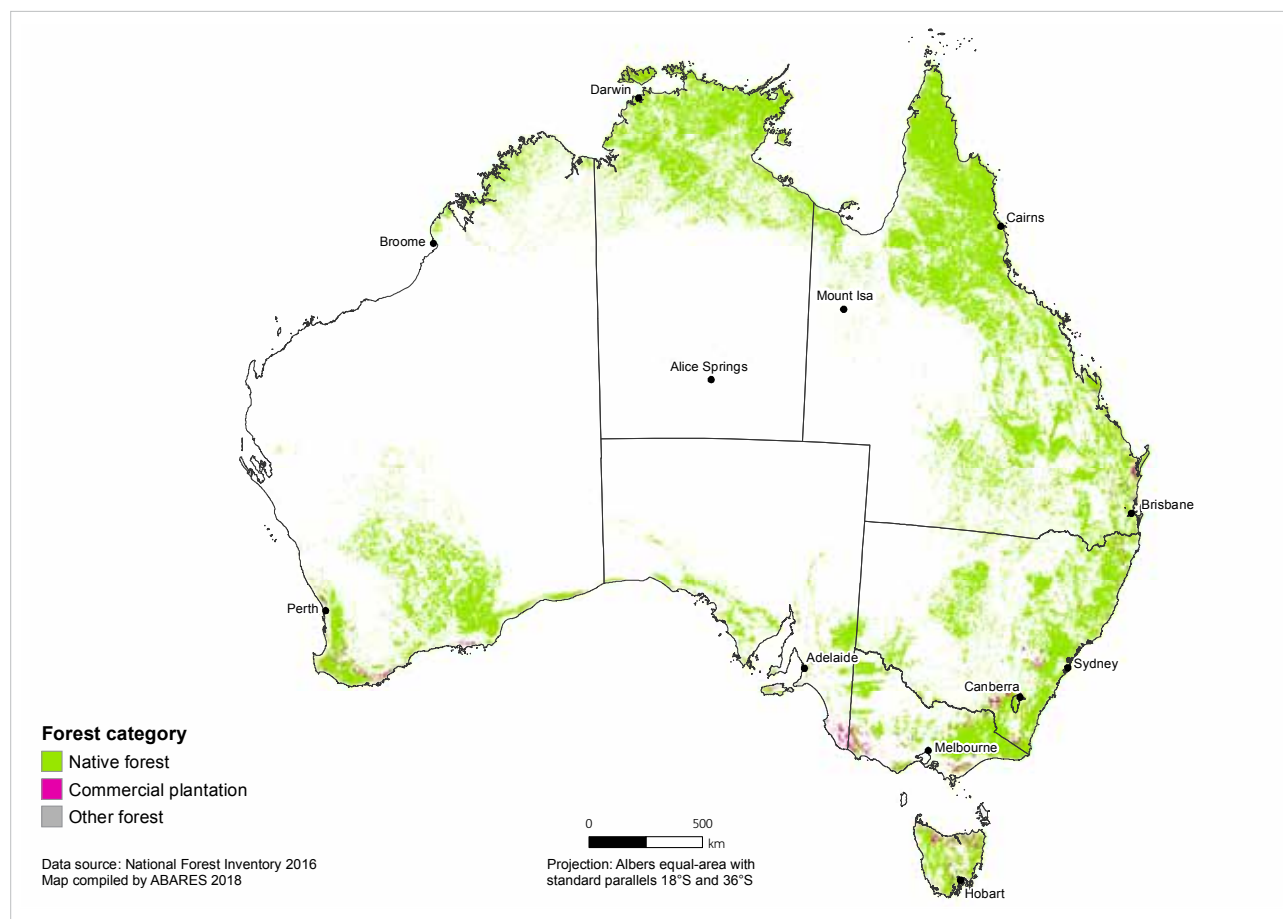 Darwin
Cairns
Broome
Mount Isa
Alice Springs
Brisbane
Perth
Adelaide
Sydney
Canberra
Melbourne
Hobart
Forest category
Native forest
Commercial plantation
Other forest
0 500
km
Data source: National Forest Inventory 2016
Map compiled by ABARES 2018
Projection: Albers equal-area with
standard parallels 18°S and 36°S